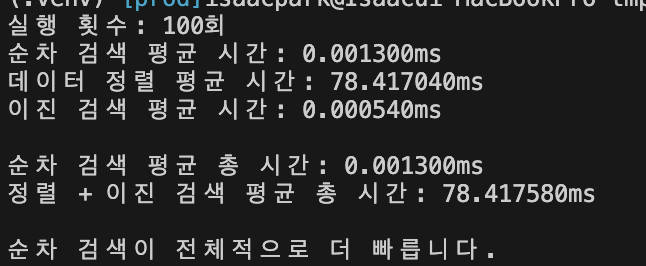 (.venv) [prod]isaacpark@Isaacui-MacBookPro tmp
실행 횟수: 100회
순차 검색 평균 시간: 0.001300ms
데이터 정렬 평균 시간: 78.417040ms
이진 검색 평균 시간: 0.000540ms
순차 검색 평균 총 시간: 0.001300ms
정렬 + 이진 검색 평균 총 시간: 78.417580ms
순차 검색이 전체적으로 더 빠릅니다.